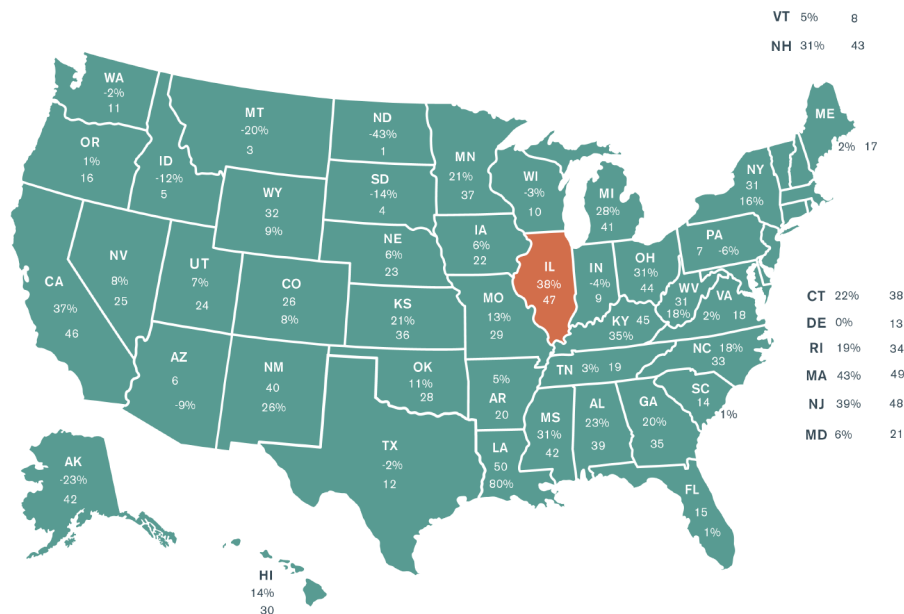 VT 5% 8
NH 31% 43
WA
-2%
11
MT
-20%
3
ND
-43%
1
ME
2% 17
OR
1%
16
ID
-12%
5
MN
21%
37
WI
-3%
10
MI
28%
41
NY
31
16%
SD
-14%
4
WY
32
9%
IA
6%
22
PA
7 -6%
NE
6%
23
NV
8%
25
UT
7%
24
CO
26
8%
IL
38%
47
IN
-4%
9
OH
31%
44
CA
37%
46
WV
31
18%
VA
2% 18
CT 22% 38
DE 0% 13
RI 19% 34
MA 43% 49
NJ 39% 48
MD 6% 21
KS
21%
36
MO
13%
29
KY 45
35%
NC 18%
33
AZ
6
-9%
NM
40
26%
OK
11%
28
5%
AR
20
TN 3% 19
SC
14
1%
MS
31%
42
AL
23%
39
GA
20%
35
TX
-2%
12
LA
50
80%
AK
-23%
42
FL
15
1%
HI
14%
30